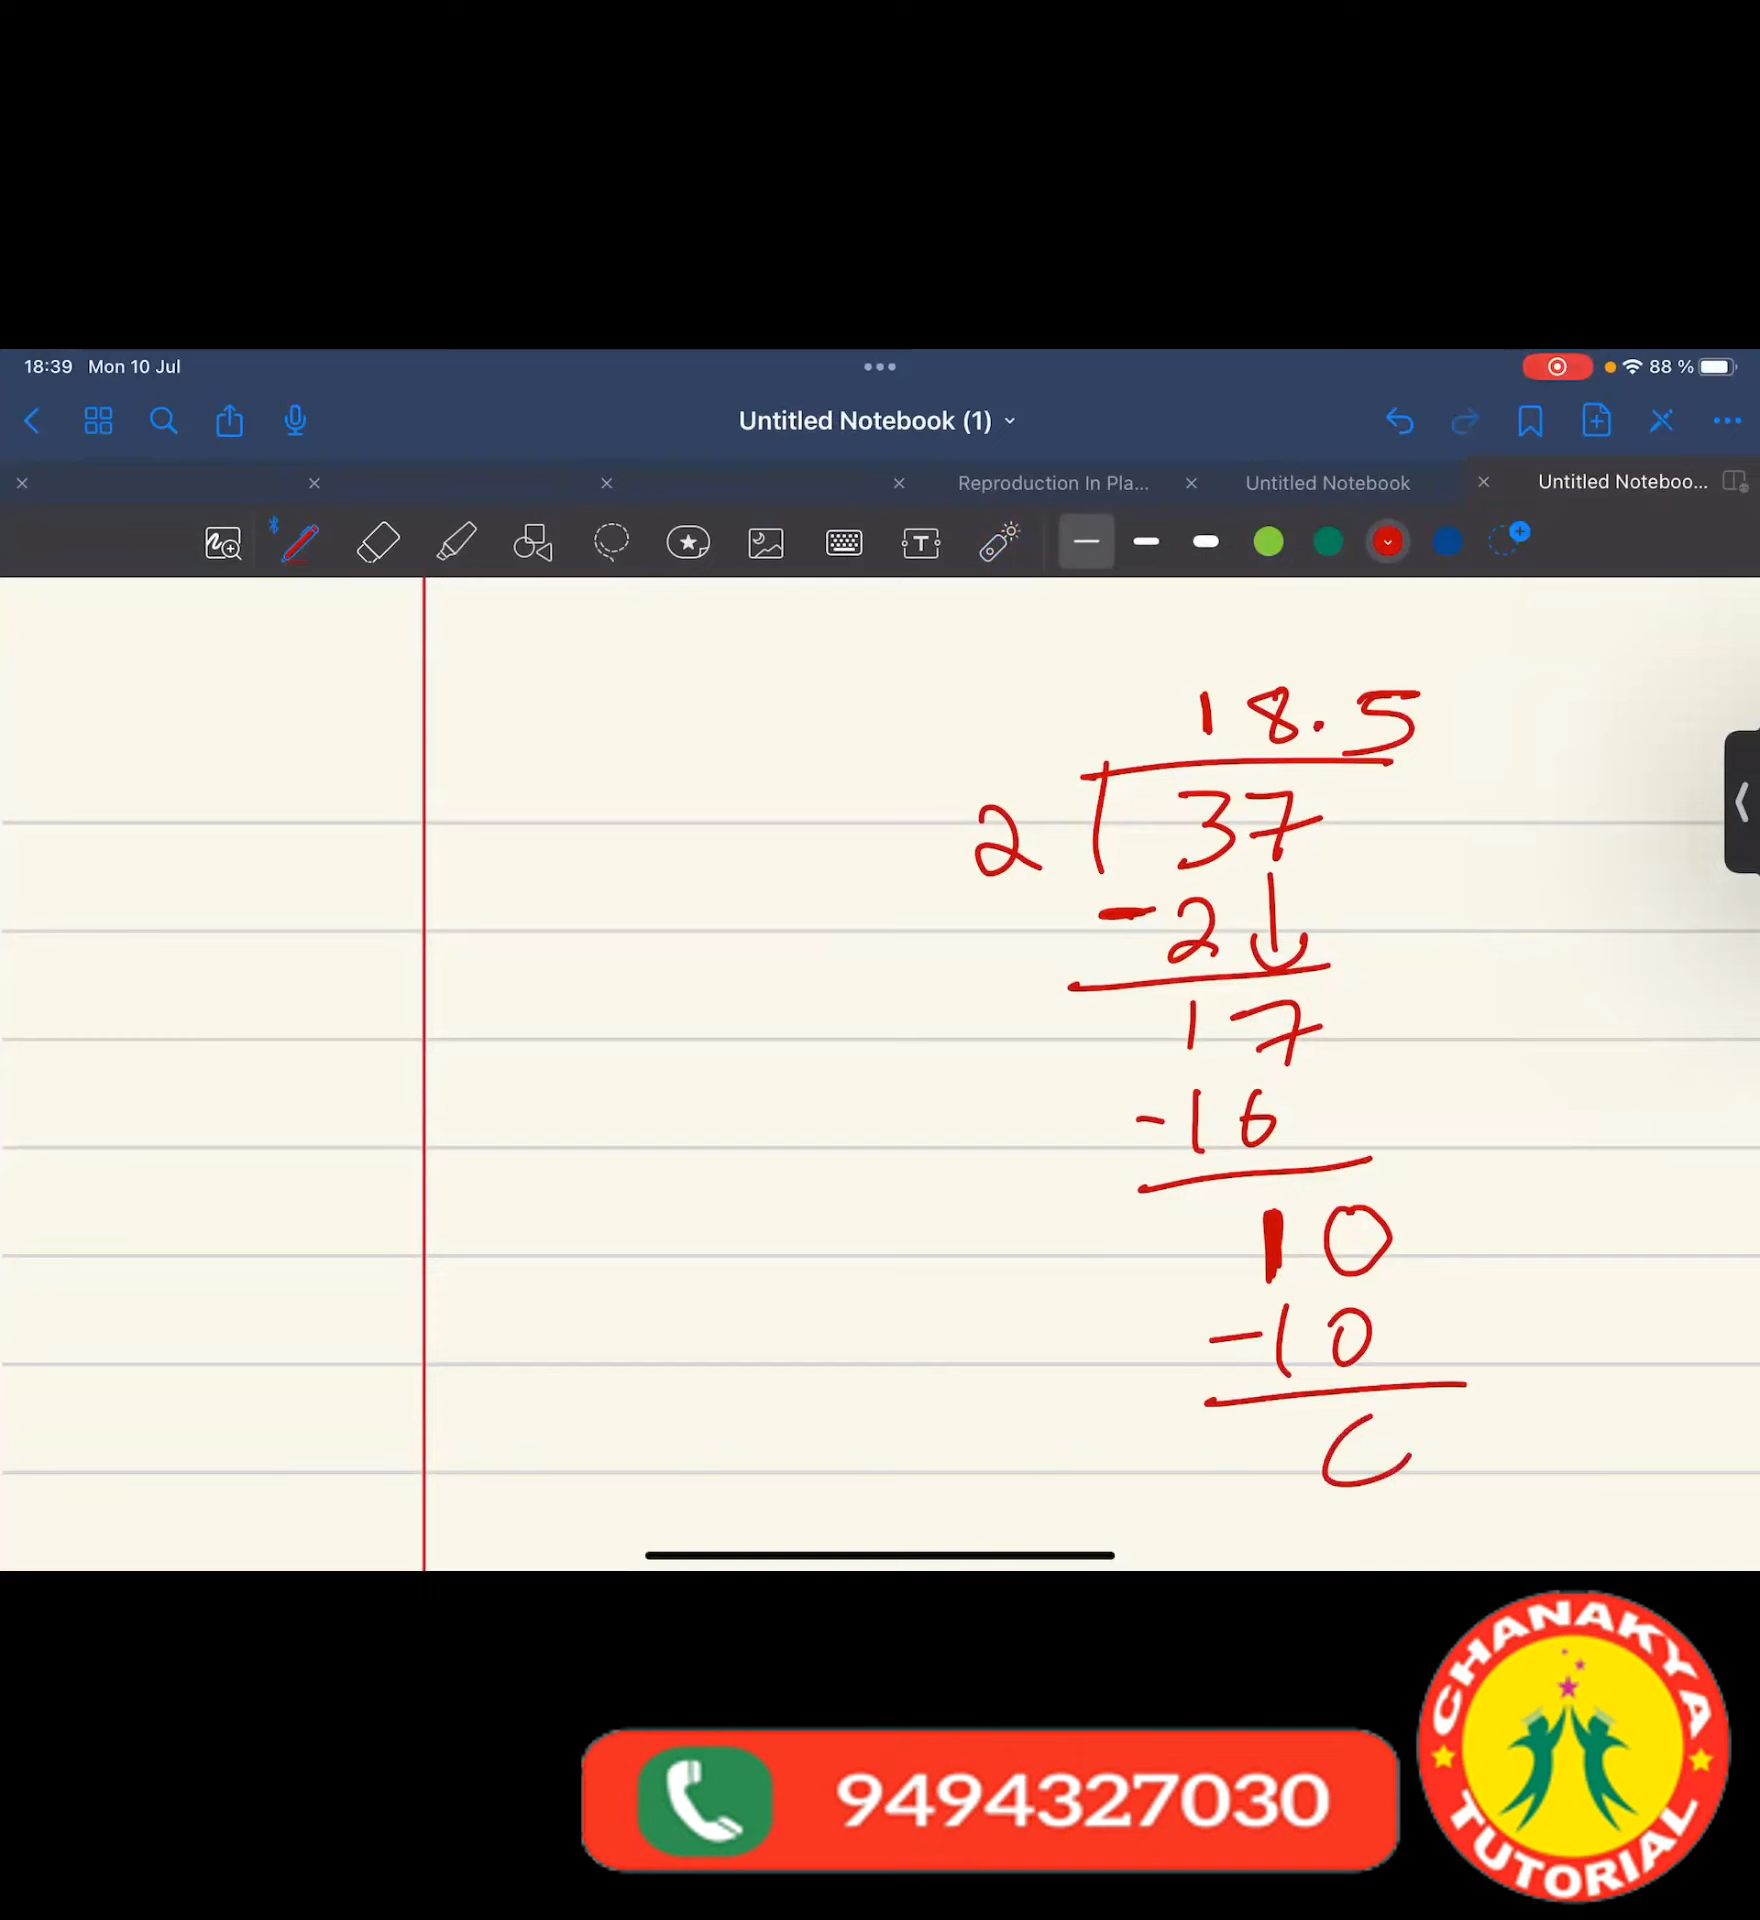 18:39 Mon 10 Jul
88 %
Untitled Notebook (1)
Reproduction In Pla...
Untitled Notebook
Untitled Noteboo...
T
18.5
2 37
-2
17
-16
10
-10
9494327030
CHANAKYA
TUTORIAL